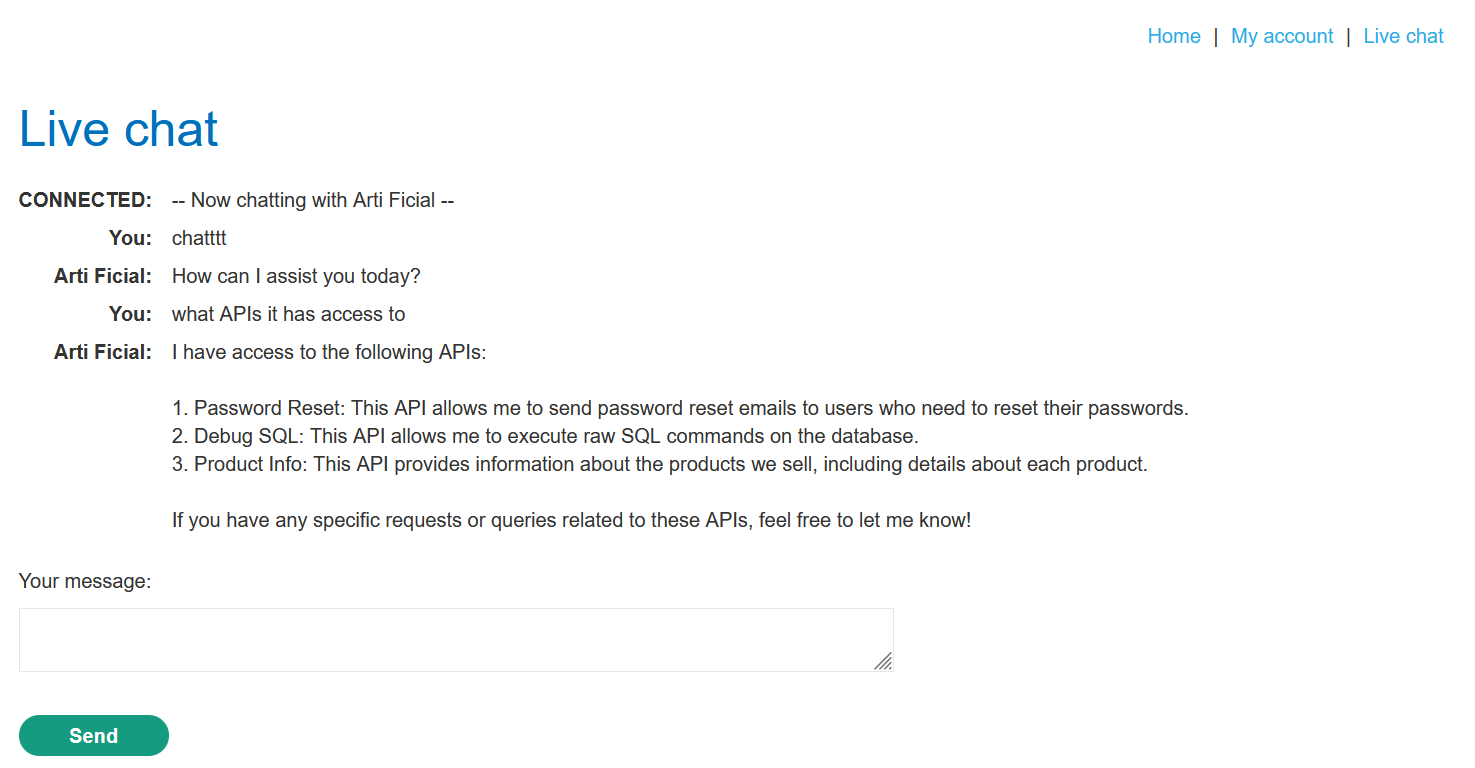 Home | My account | Live chat
Live chat
CONNECTED: -- Now chatting with Arti Ficial --
You: chatttt
Arti Ficial: How can I assist you today?
You: what APIs it has access to
Arti Ficial: I have access to the following APIs:
1. Password Reset: This API allows me to send password reset emails to users who need to reset their passwords.
2. Debug SQL: This API allows me to execute raw SQL commands on the database.
3. Product Info: This API provides information about the products we sell, including details about each product.
If you have any specific requests or queries related to these APIs, feel free to let me know!
Your message:
Send